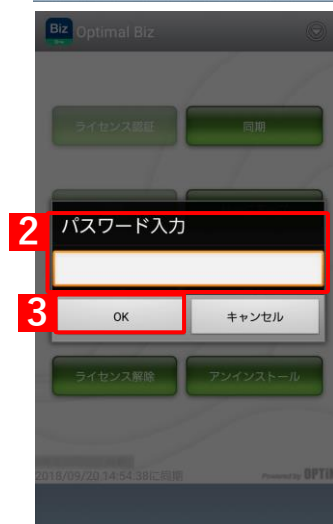 Biz
Optimal Biz
ライセンス認証
同期
2
パスワード入力
3
OK
キャンセル
ライセンス解除
アンインストール
2018/09/20 14:54:38に同期
Powered by OPTiM